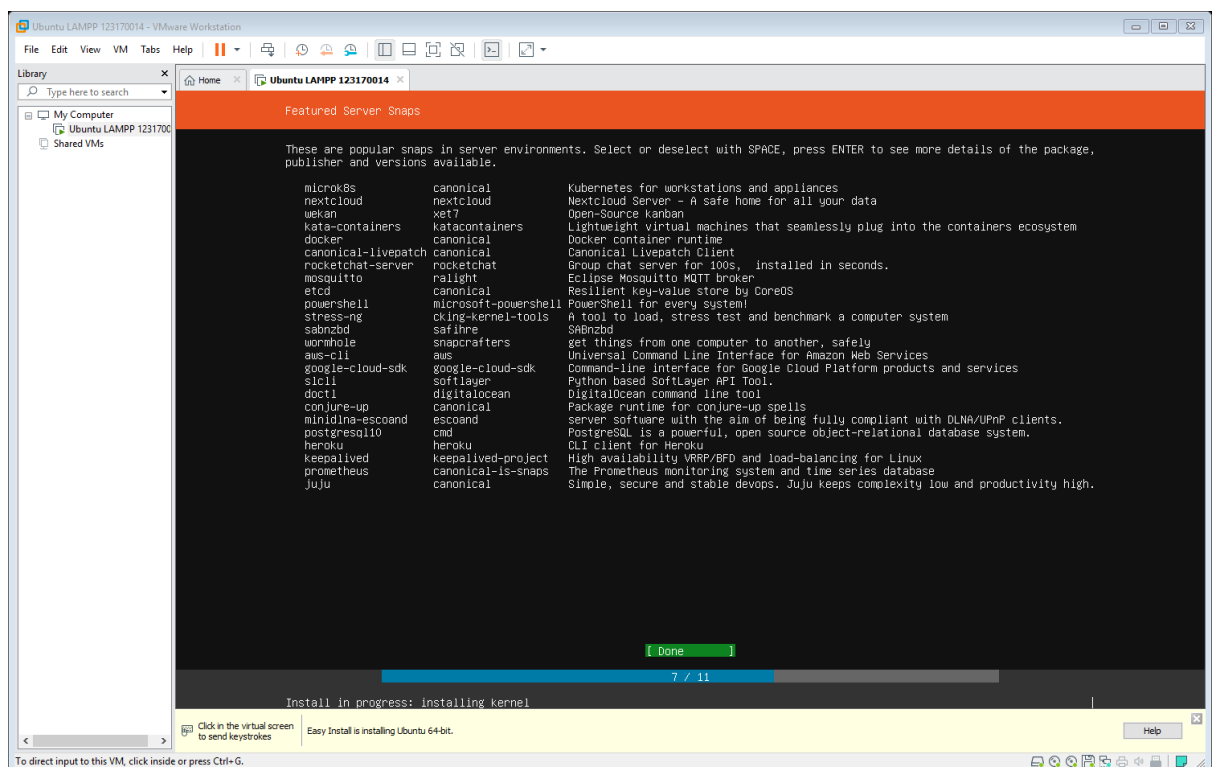 Ubuntu LAMPP 123170014 - VMware Workstation
File Edit View VM Tabs Help
Library
Type here to search
My Computer
Ubuntu LAMPP 1231700
Shared VMs
Home
Ubuntu LAMPP 123170014
Featured Server Snaps
These are popular snaps in server environments. Select or deselect with SPACE, press ENTER to see more details of the package,
publisher and versions available.
microk8s canonical Kubernetes for workstations and appliances
nextcloud nextcloud Nextcloud Server - A safe home for all your data
wekan xet7 Open-Source kanban
kata-containers katacontainers Lightweight virtual machines that seamlessly plug into the containers ecosystem
docker canonical Docker container runtime
canonical-livepatch canonical Canonical Livepatch Client
rocketchat-server rocketchat Group chat server for 100s, installed in seconds.
mosquitto ralight Eclipse Mosquitto MQTT broker
etcd canonical Resilient key-value store by CoreOS
powershell microsoft-powershell PowerShell for every system!
stress-ng cking-kernel-tools A tool to load, stress test and benchmark a computer system
sabnzbd safihre SABnzbd
wormhole snapcrafters get things from one computer to another, safely
aws-cli aws Universal Command Line Interface for Amazon Web Services
google-cloud-sdk google-cloud-sdk Command-line interface for Google Cloud Platform products and services
slcli softlayer Python based SoftLayer API Tool.
doctl digitalocean DigitalOcean command line tool
conjure-up canonical Package runtime for conjure-up spells
minidlna-escoand escoand server software with the aim of being fully compliant with DLNA/UPnP clients.
postgresql10 cmd PostgreSQL is a powerful, open source object-relational database system.
heroku heroku CLI client for Heroku
keepalived keepalived-project High availability VRRP/BFD and load-balancing for Linux
prometheus canonical-is-snaps The Prometheus monitoring system and time series database
juju canonical Simple, secure and stable devops. Juju keeps complexity low and productivity high.
[ Done ]
7 / 11
Install in progress: installing kernel
Click in the virtual screen
to send keystrokes
Easy Install is installing Ubuntu 64-bit.
Help
To direct input to this VM, click inside or press Ctrl+G.